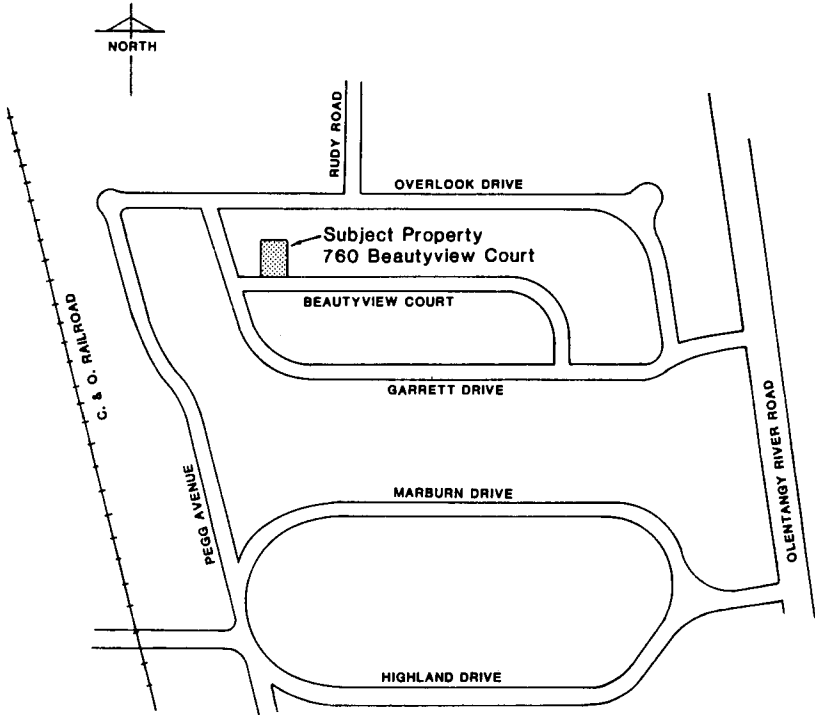 NORTH
RUDY ROAD
OVERLOOK DRIVE
Subject Property
760 Beautyview Court
BEAUTYVIEW COURT
C. & O. RAILROAD
GARRETT DRIVE
OLENTANGY RIVER ROAD
PEGG AVENUE
MARBURN DRIVE
HIGHLAND DRIVE